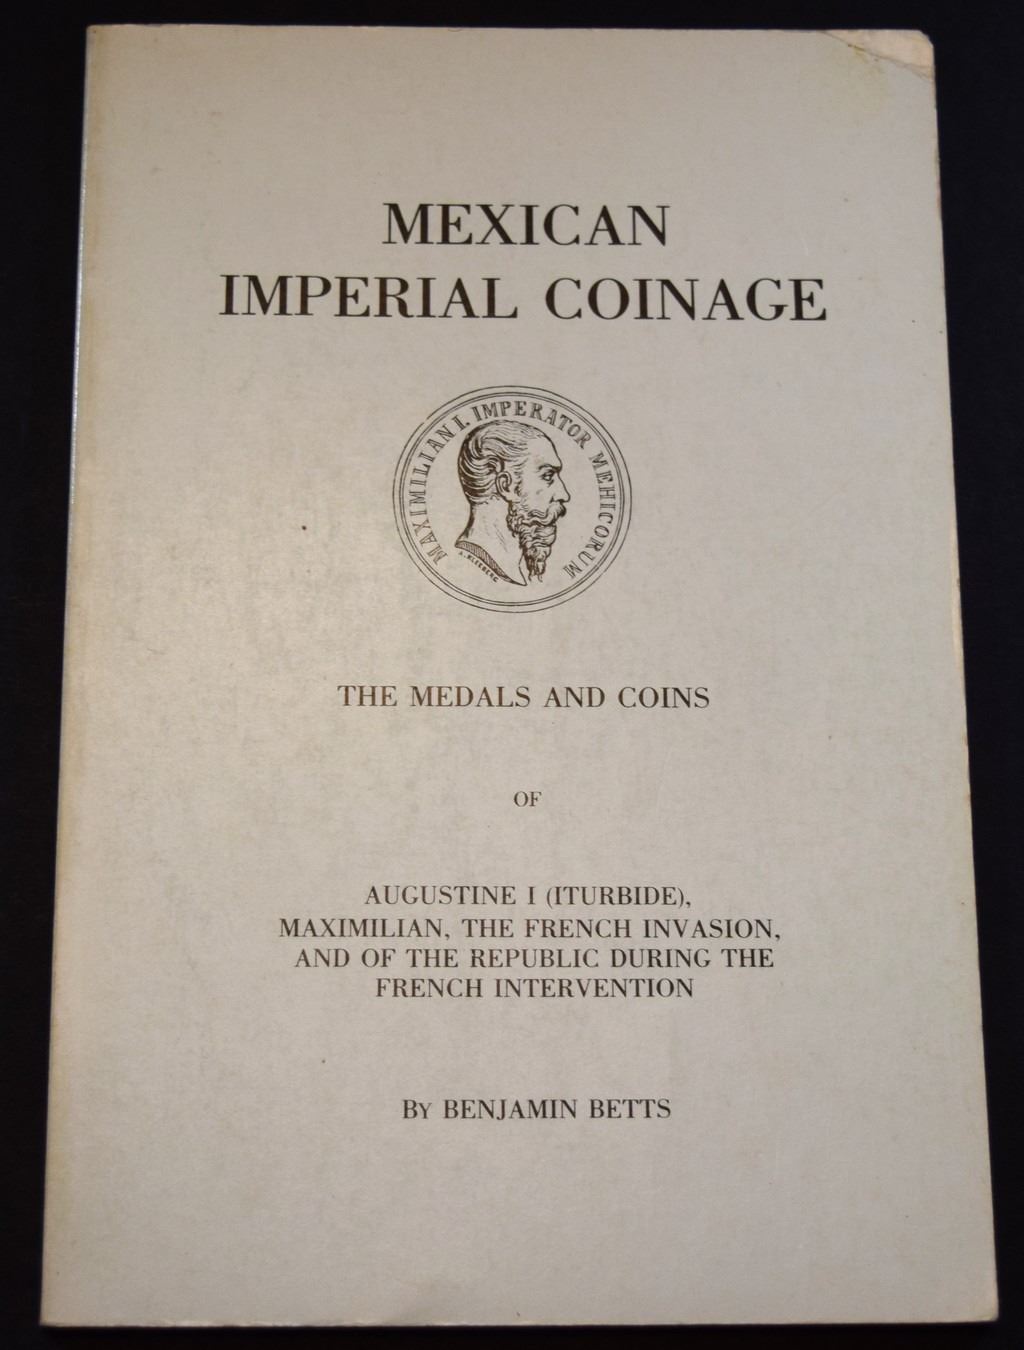 MEXICAN
IMPERIAL COINAGE
MAXIMILIAN I. IMPERATOR MEHICORUM
A. KLEEBERG
THE MEDALS AND COINS
OF
AUGUSTINE I (ITURBIDE),
MAXIMILIAN, THE FRENCH INVASION,
AND OF THE REPUBLIC DURING THE
FRENCH INTERVENTION
BY BENJAMIN BETTS